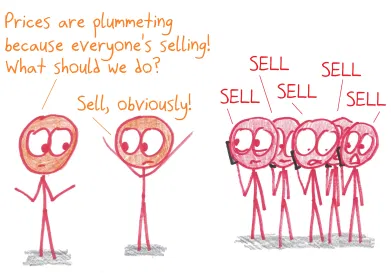 Prices are plummeting
because everyone's selling!
What should we do?
Sell, obviously!
SELL
SELL
SELL
SELL
SELL